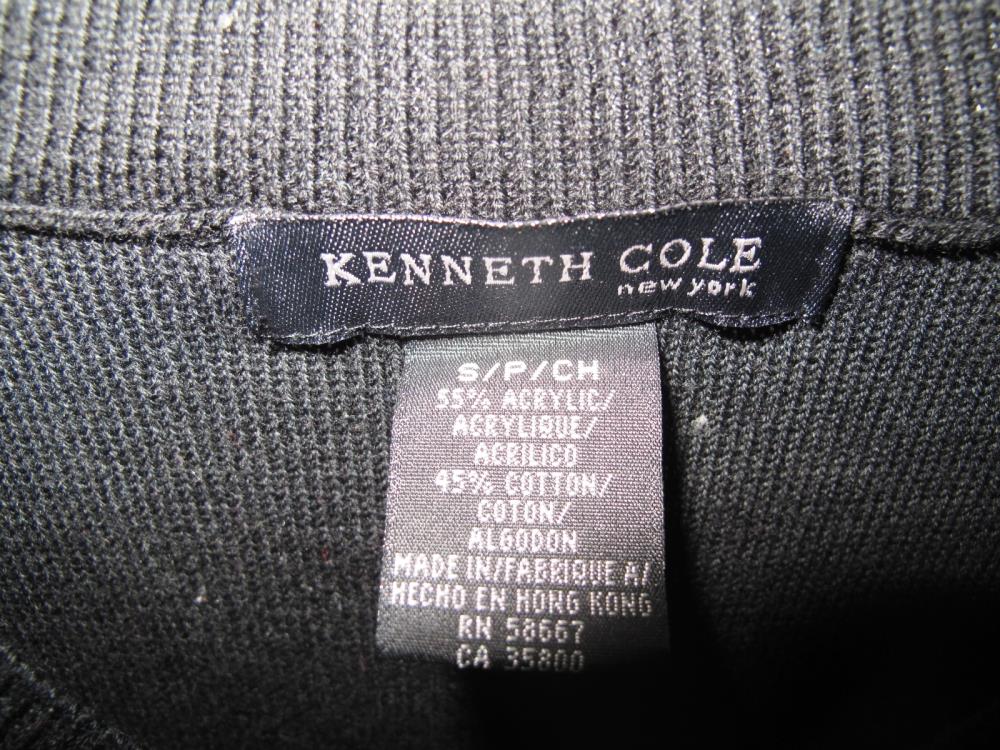 KENNETH COLE
new york
S/P/CH
55% ACRYLIC/
ACRYLIQUE/
ACRILICO
45% COTTON/
COTON/
ALGODON
MADE IN/FABRIQUE A/
HECHO EN HONG KONG
RN 58667
CA 35800